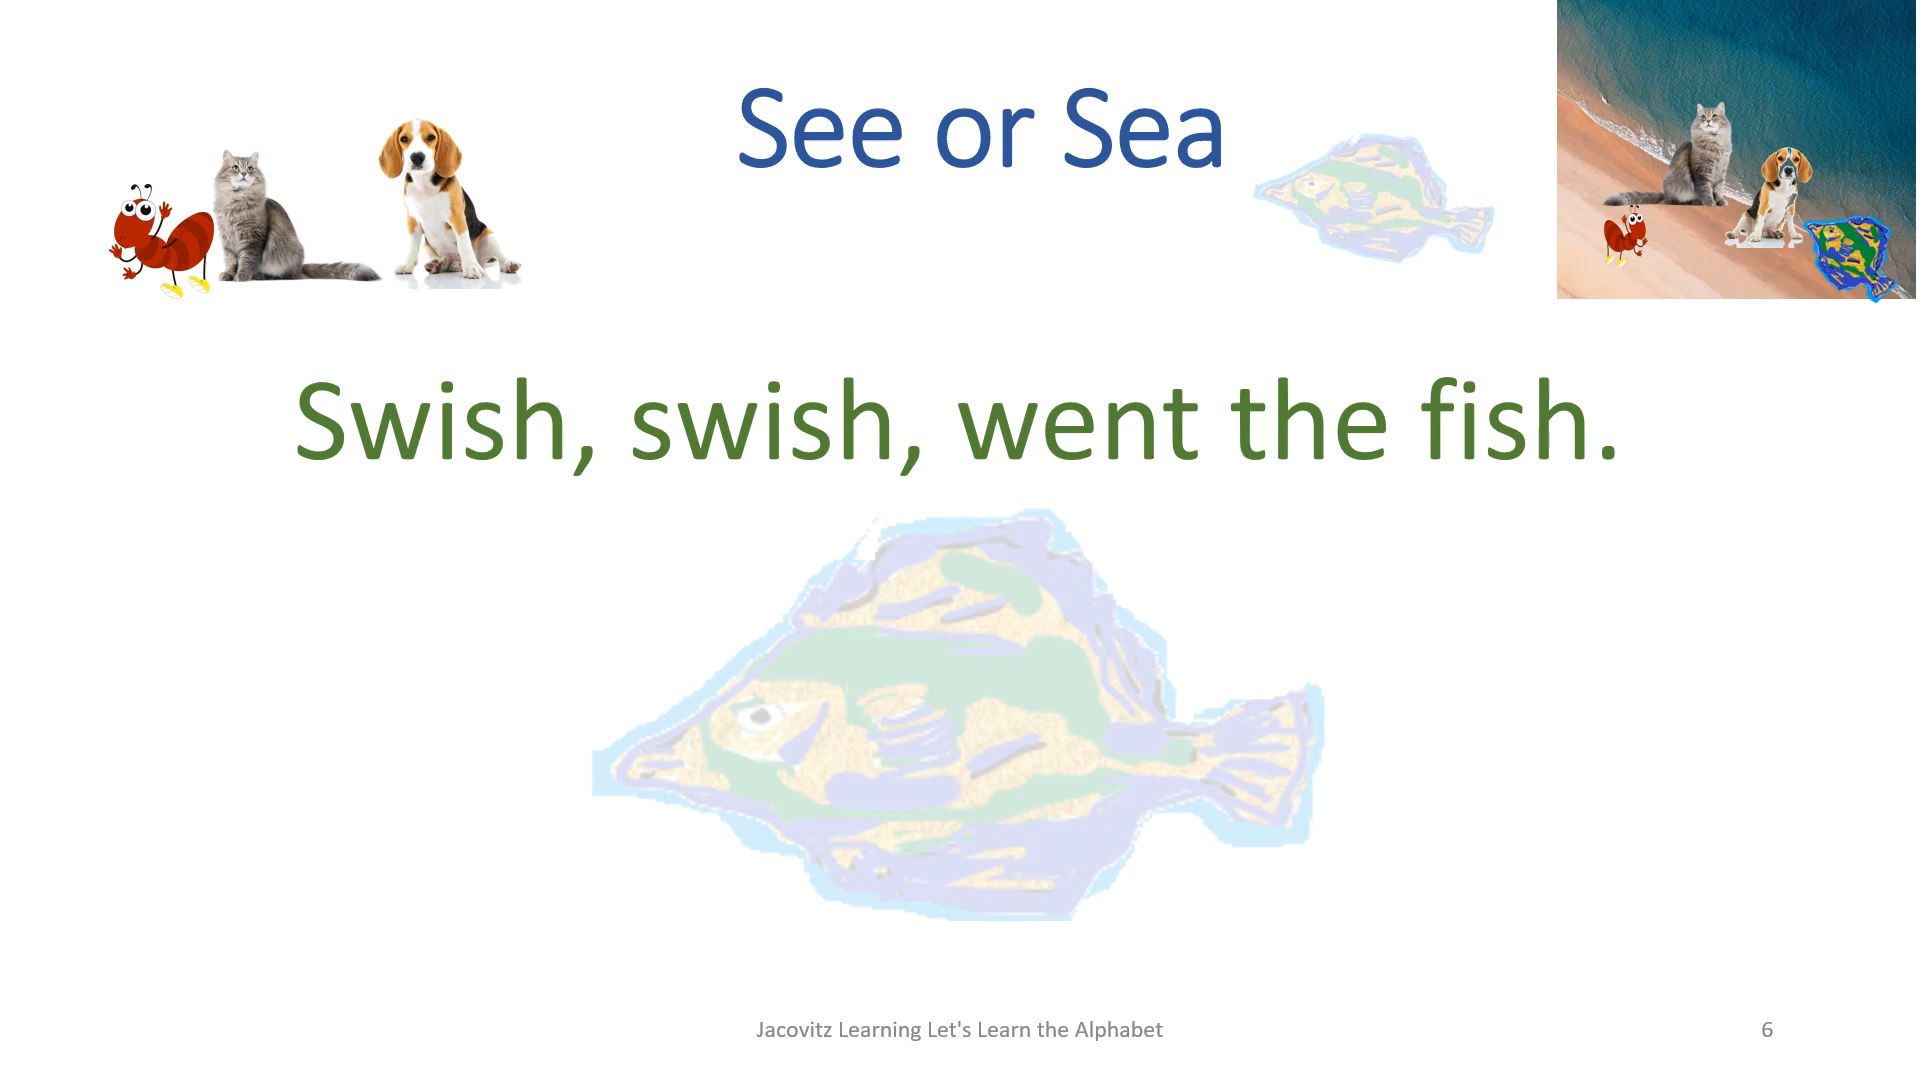 See or Sea
Swish, swish, went the fish.
Jacovitz Learning Let's Learn the Alphabet
6